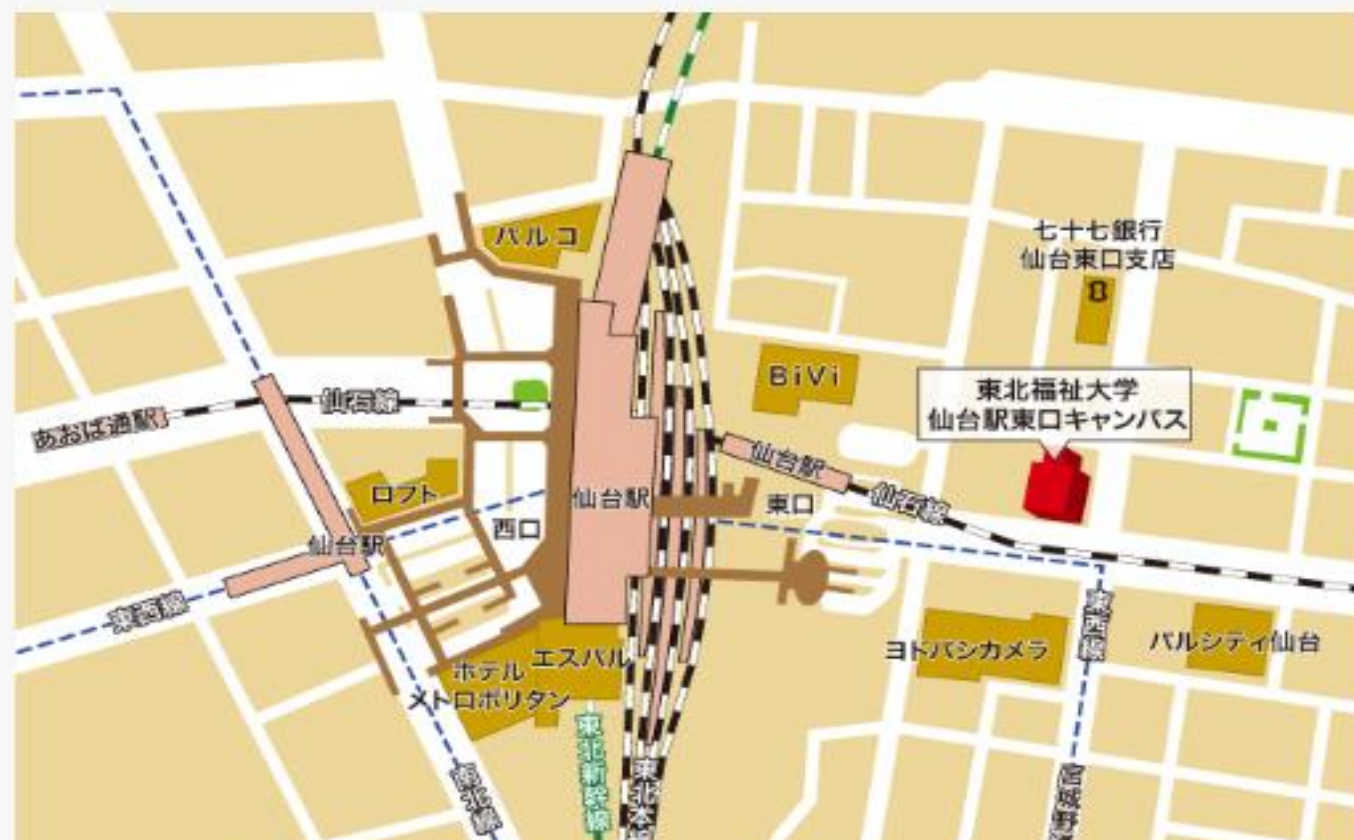 パルコ
七十七銀行
仙台東口支店
BiVi
東北福祉大学
仙台駅東口キャンパス
あおば通駅
仙石線
仙台駅
仙石線
ロフト
西口
仙台駅
東口
仙台駅
東西線
エスパル
ホテル
メトロポリタン
ヨドバシカメラ
東西線
パルシティ仙台
南北線
東北新幹線
東北本線
宮城野通